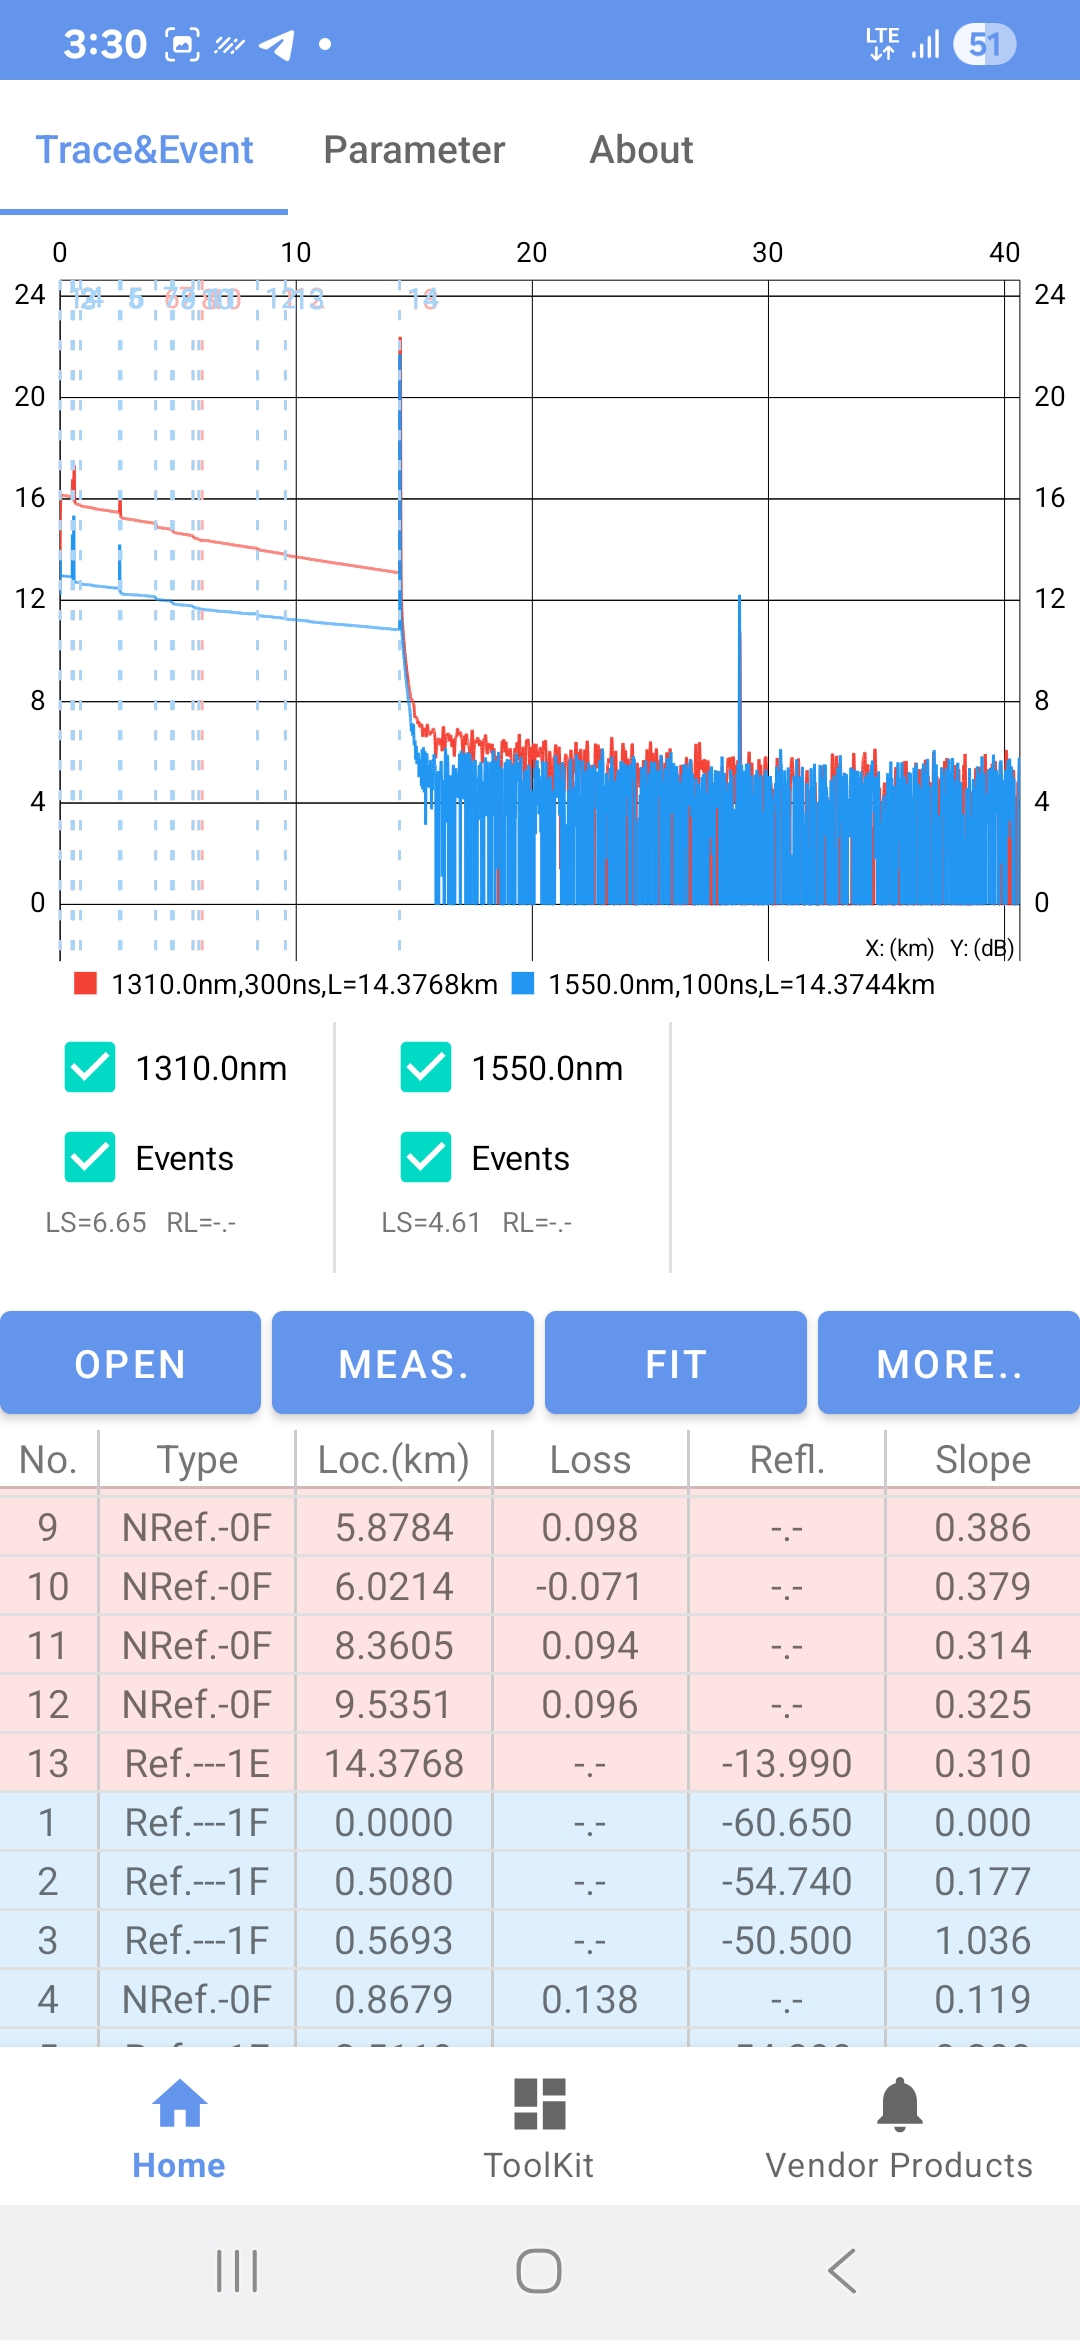 3:30 LTE 51
Trace&Event Parameter About
0 10 20 30 40
24 24
20 20
16 16
12 12
8 8
4 4
0 0
X: (km) Y: (dB)
1310.0nm,300ns,L=14.3768km 1550.0nm,100ns,L=14.3744km
1310.0nm 1550.0nm
Events Events
LS=6.65 RL=-.- LS=4.61 RL=-.-
OPEN MEAS. FIT MORE..
No. Type Loc.(km) Loss Refl. Slope
9 NRef.-0F 5.8784 0.098 -.- 0.386
10 NRef.-0F 6.0214 -0.071 -.- 0.379
11 NRef.-0F 8.3605 0.094 -.- 0.314
12 NRef.-0F 9.5351 0.096 -.- 0.325
13 Ref.---1E 14.3768 -.- -13.990 0.310
1 Ref.---1F 0.0000 -.- -60.650 0.000
2 Ref.---1F 0.5080 -.- -54.740 0.177
3 Ref.---1F 0.5693 -.- -50.500 1.036
4 NRef.-0F 0.8679 0.138 -.- 0.119
Home ToolKit Vendor Products